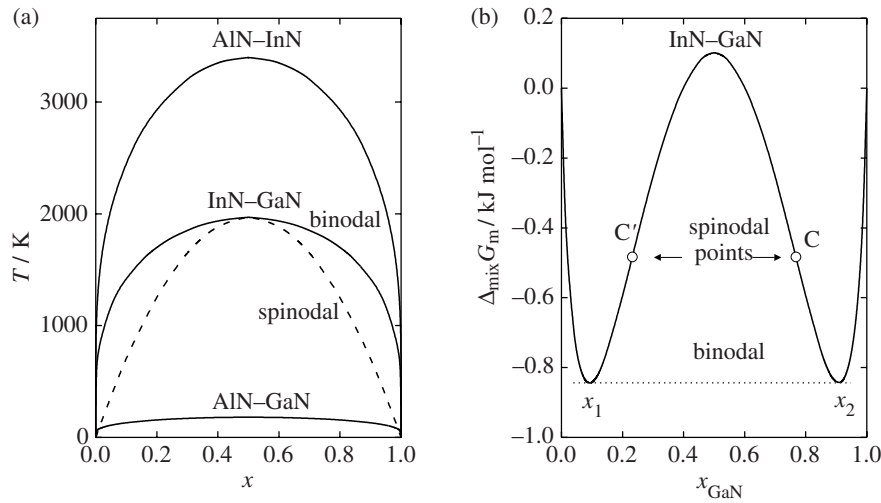 (a)
AlN–InN
3000
InN–GaN
2000
binodal
T / K
spinodal
1000
AlN–GaN
0
0.0 0.2 0.4 0.6 0.8 1.0
x
(b)
0.2
InN–GaN
0.0
−0.2
C′ spinodal C
−0.4
points
ΔmixGm / kJ mol−1
−0.6
binodal
−0.8
x1 x2
−1.0
0.0 0.2 0.4 0.6 0.8 1.0
xGaN